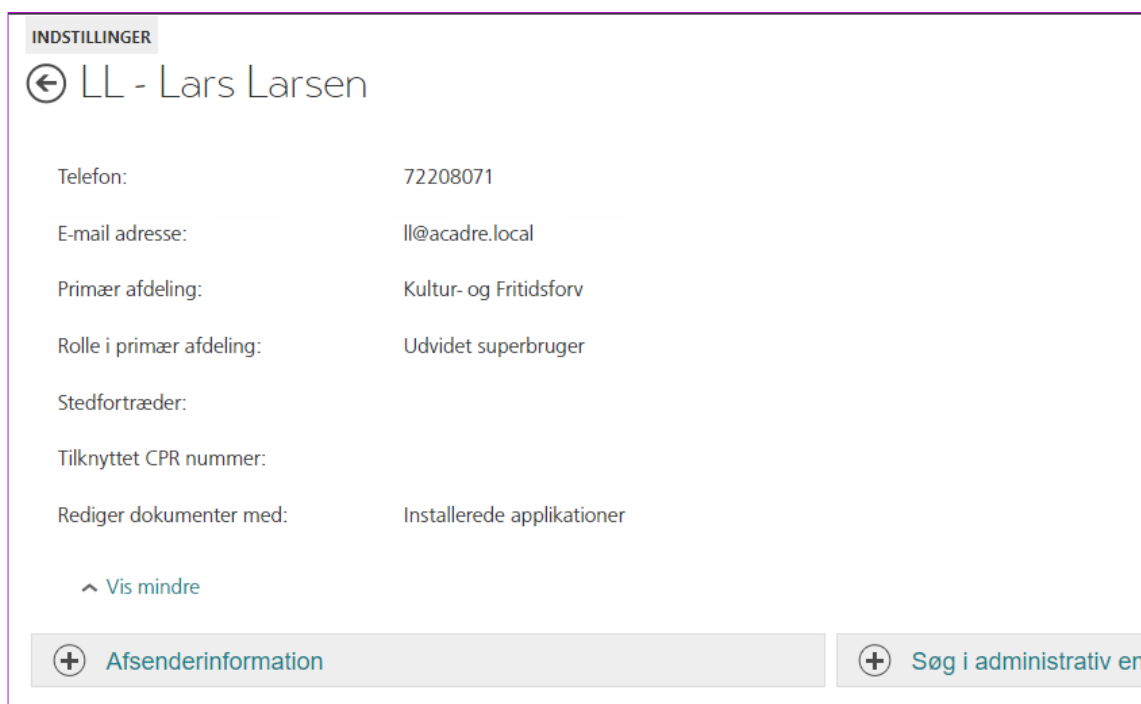 INDSTILLINGER
LL - Lars Larsen
Telefon: 72208071
E-mail adresse: ll@acadre.local
Primær afdeling: Kultur- og Fritidsforv
Rolle i primær afdeling: Udvidet superbruger
Stedfortræder:
Tilknyttet CPR nummer:
Rediger dokumenter med: Installerede applikationer
Vis mindre
Afsenderinformation Søg i administrativ en